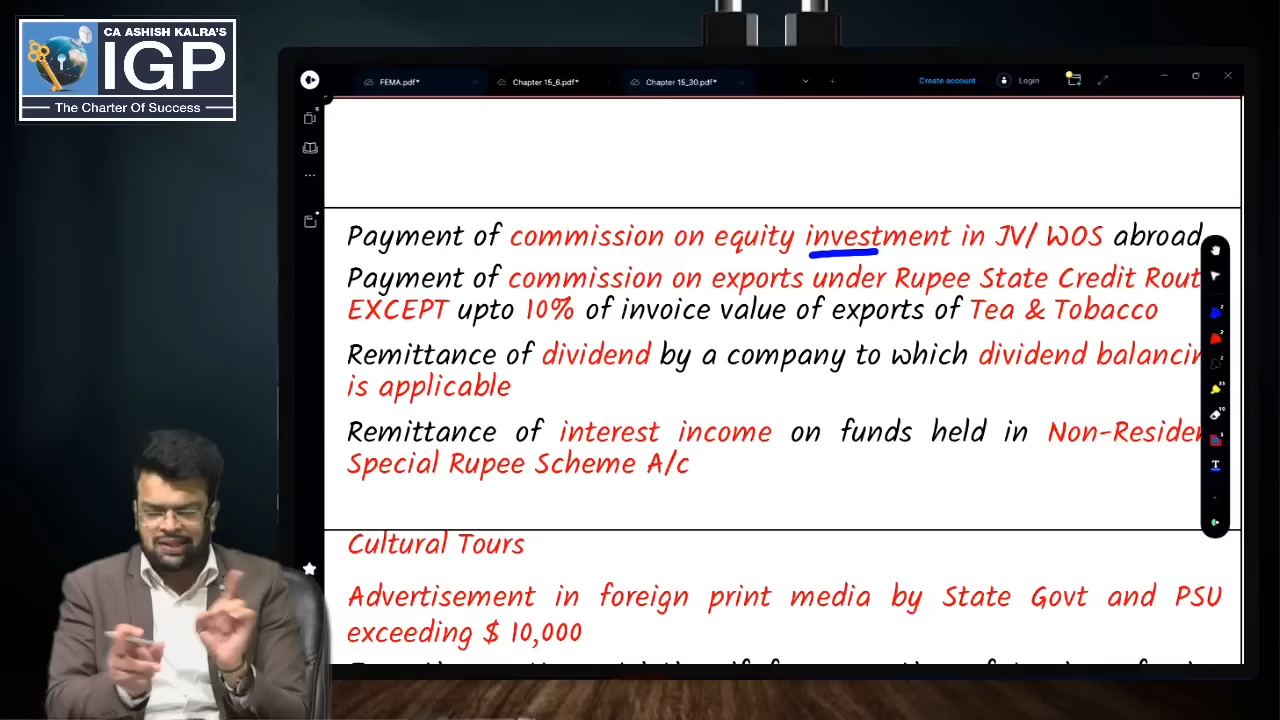 CA ASHISH KALRA'S
IGP
The Charter Of Success
FEMA.pdf*
Chapter 15_6.pdf*
Chapter 15_30.pdf*
Create account
Login
Payment of commission on equity investment in JV/ WOS abroad
Payment of commission on exports under Rupee State Credit Rout
EXCEPT upto 10% of invoice value of exports of Tea & Tobacco
Remittance of dividend by a company to which dividend balancin
is applicable
Remittance of interest income on funds held in Non-Residen
Special Rupee Scheme A/c
Cultural Tours
Advertisement in foreign print media by State Govt and PSU
exceeding $ 10,000